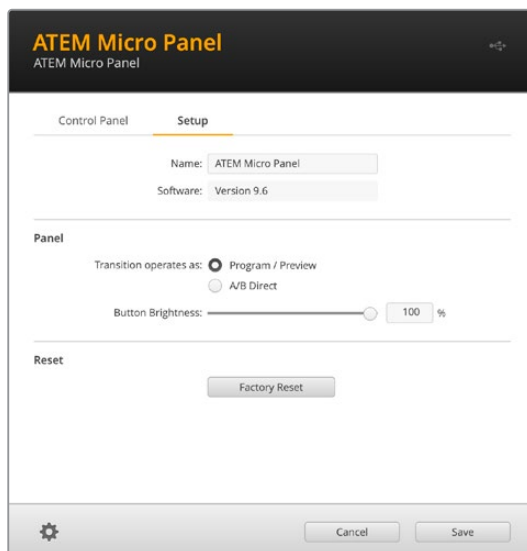 ATEM Micro Panel
ATEM Micro Panel
Control Panel Setup
Name: ATEM Micro Panel
Software: Version 9.6
Panel
Transition operates as: Program / Preview
A/B Direct
Button Brightness: 100 %
Reset
Factory Reset
Cancel Save